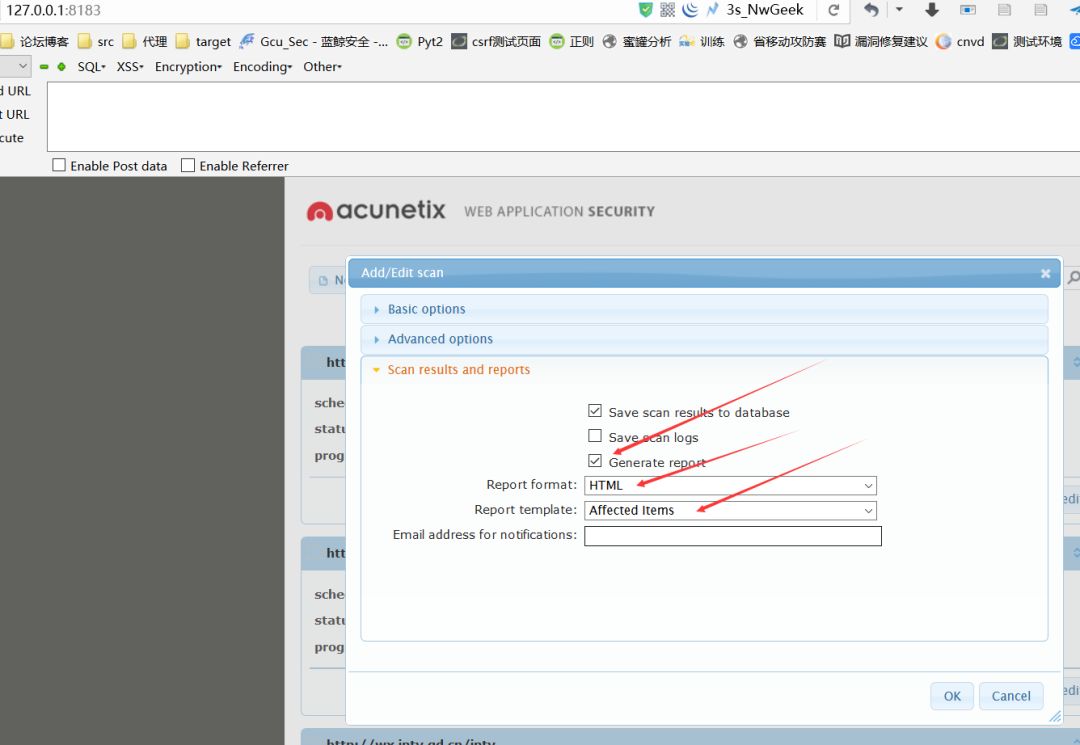 127.0.0.1:8183
3s_NwGeek
论坛博客 src 代理 target Gcu_Sec - 蓝鲸安全 -... Pyt2 csrf测试页面 正则 蜜罐分析 训练 省移动攻防赛 漏洞修复建议 cnvd 测试环境
SQL XSS Encryption Encoding Other
d URL
t URL
cute
Enable Post data Enable Referrer
acunetix WEB APPLICATION SECURITY
Add/Edit scan
Basic options
Advanced options
Scan results and reports
htt
sche
statu
prog
Save scan results to database
Save scan logs
Generate report
Report format: HTML
Report template: Affected Items
Email address for notifications:
edi
htt
sche
statu
prog
OK Cancel
edi